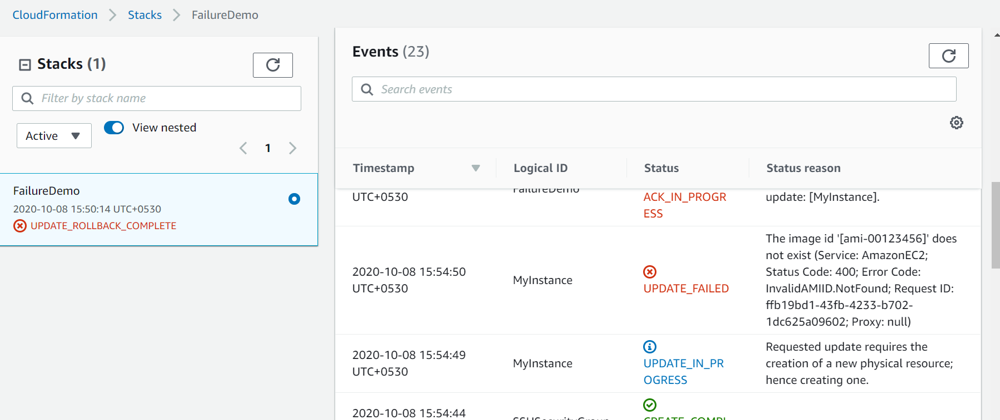 CloudFormation > Stacks > FailureDemo
Stacks (1)
Filter by stack name
Active
View nested
1
FailureDemo
2020-10-08 15:50:14 UTC+0530
UPDATE_ROLLBACK_COMPLETE
Events (23)
Search events
Timestamp Logical ID Status Status reason
FailureDemo
UTC+0530 ACK_IN_PROGR update: [MyInstance].
ESS
The image id '[ami-00123456]' does
not exist (Service: AmazonEC2;
2020-10-08 15:54:50 Status Code: 400; Error Code:
MyInstance
UTC+0530 UPDATE_FAILED InvalidAMIID.NotFound; Request ID:
ffb19bd1-43fb-4233-b702-
1dc625a09602; Proxy: null)
2020-10-08 15:54:49 Requested update requires the
MyInstance UPDATE_IN_PR creation of a new physical resource;
UTC+0530 OGRESS hence creating one.
2020-10-08 15:54:44
SSHSecurityGroup
CREATE_COMPL